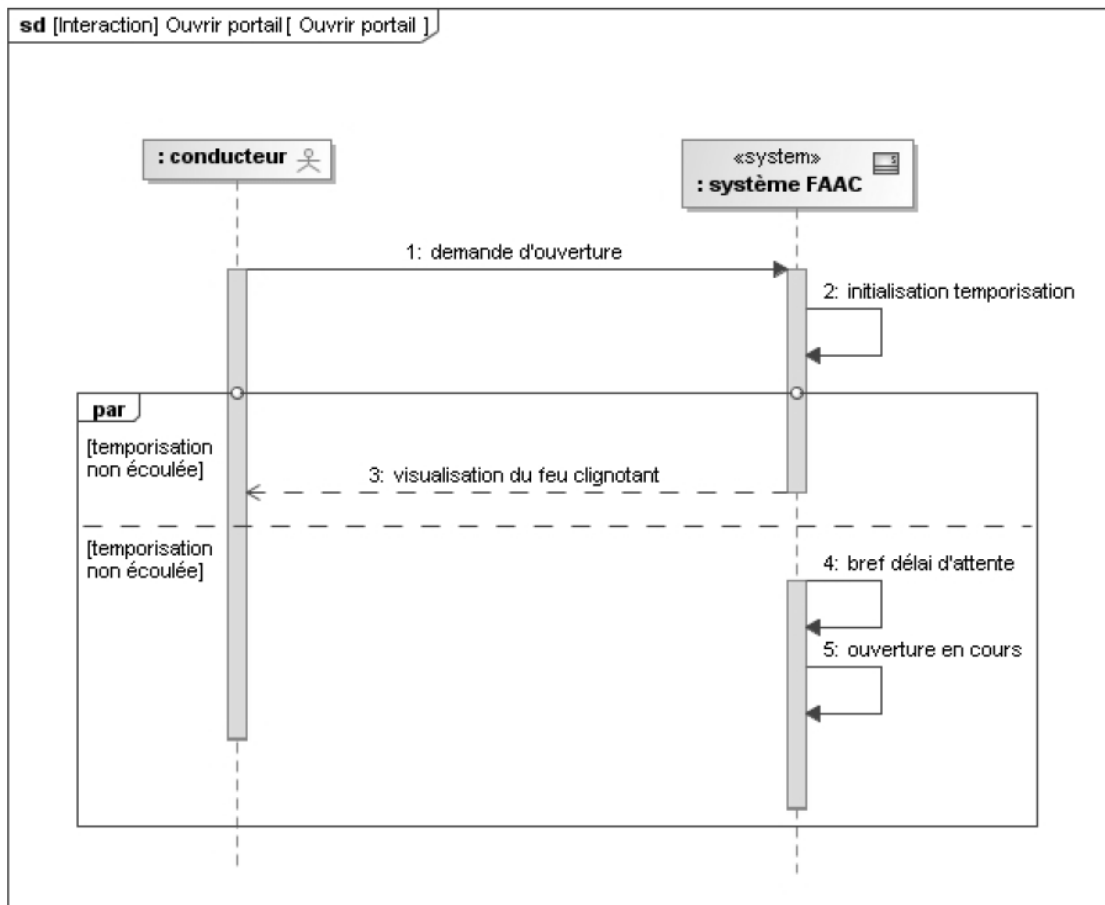 sd [Interaction] Ouvrir portail [ Ouvrir portail ]
: conducteur
«system»
: système FAAC
1: demande d'ouverture
2: initialisation temporisation
par
[temporisation
non écoulée]
3: visualisation du feu clignotant
[temporisation
non écoulée]
4: bref délai d'attente
5: ouverture en cours